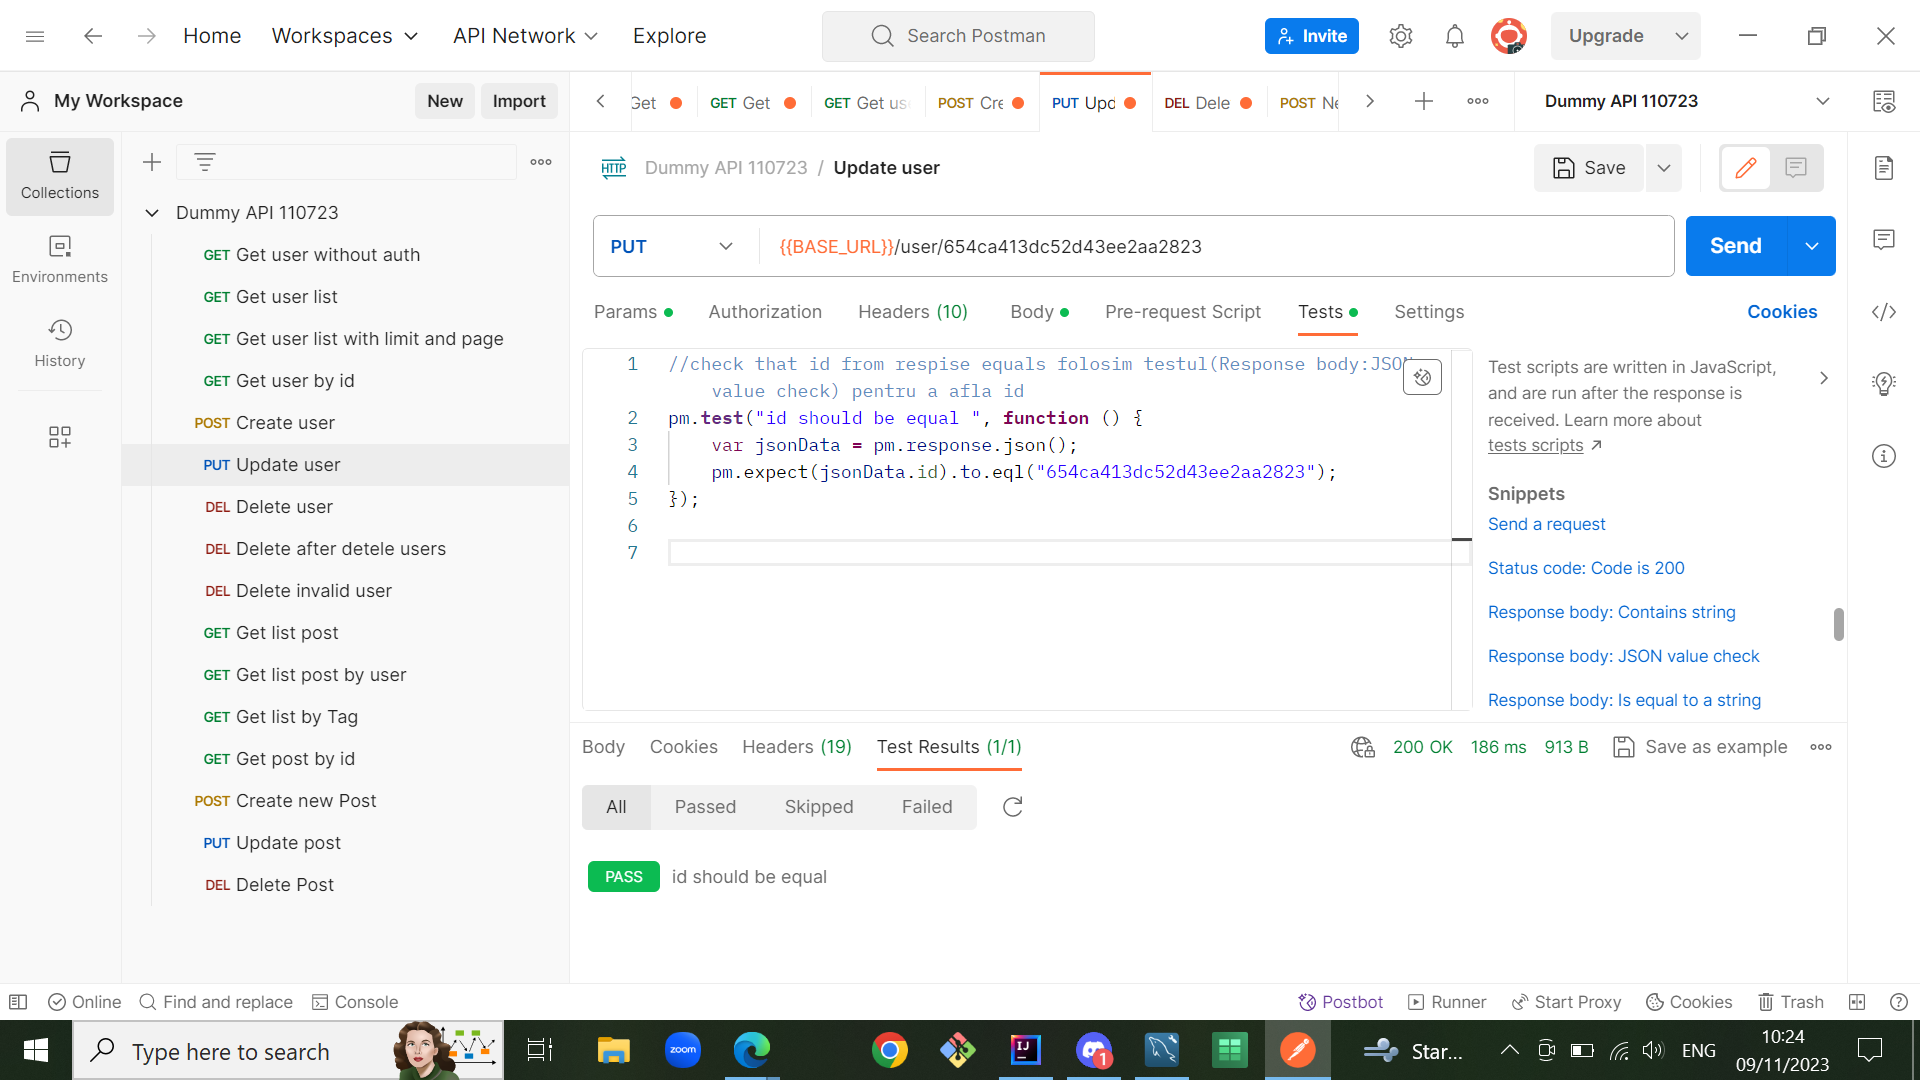 Home
Workspaces
API Network
Explore
Search Postman
Invite
Upgrade
My Workspace
New
Import
Get
GET Get
GET Get us
POST Cre
PUT Upd
DEL Dele
POST Ne
Dummy API 110723
Collections
Environments
History
Dummy API 110723
GET Get user without auth
GET Get user list
GET Get user list with limit and page
GET Get user by id
POST Create user
PUT Update user
DEL Delete user
DEL Delete after detele users
DEL Delete invalid user
GET Get list post
GET Get list post by user
GET Get list by Tag
GET Get post by id
POST Create new Post
PUT Update post
DEL Delete Post
HTTP Dummy API 110723 / Update user
Save
PUT
{{BASE_URL}}/user/654ca413dc52d43ee2aa2823
Send
Params
Authorization
Headers (10)
Body
Pre-request Script
Tests
Settings
Cookies
1 //check that id from respise equals folosim testul(Response body:JSON
value check) pentru a afla id
2 pm.test("id should be equal ", function () {
3 var jsonData = pm.response.json();
4 pm.expect(jsonData.id).to.eql("654ca413dc52d43ee2aa2823");
5 });
6
7
Test scripts are written in JavaScript,
and are run after the response is
received. Learn more about
tests scripts ↗
Snippets
Send a request
Status code: Code is 200
Response body: Contains string
Response body: JSON value check
Response body: Is equal to a string
Body
Cookies
Headers (19)
Test Results (1/1)
200 OK
186 ms
913 B
Save as example
All
Passed
Skipped
Failed
PASS id should be equal
Online
Find and replace
Console
Postbot
Runner
Start Proxy
Cookies
Trash
Type here to search
zoom
IJ
1
Star...
ENG
10:24
09/11/2023